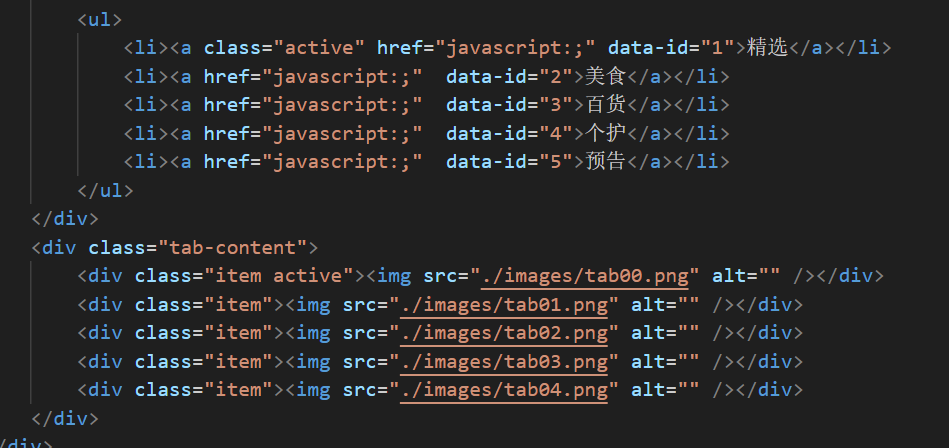 <ul>
<li><a class="active" href="javascript:;" data-id="1">精选</a></li>
<li><a href="javascript:;"  data-id="2">美食</a></li>
<li><a href="javascript:;"  data-id="3">百货</a></li>
<li><a href="javascript:;"  data-id="4">个护</a></li>
<li><a href="javascript:;"  data-id="5">预告</a></li>
</ul>
</div>
<div class="tab-content">
<div class="item active"><img src="./images/tab00.png" alt="" /></div>
<div class="item"><img src="./images/tab01.png" alt="" /></div>
<div class="item"><img src="./images/tab02.png" alt="" /></div>
<div class="item"><img src="./images/tab03.png" alt="" /></div>
<div class="item"><img src="./images/tab04.png" alt="" /></div>
</div>
</div>